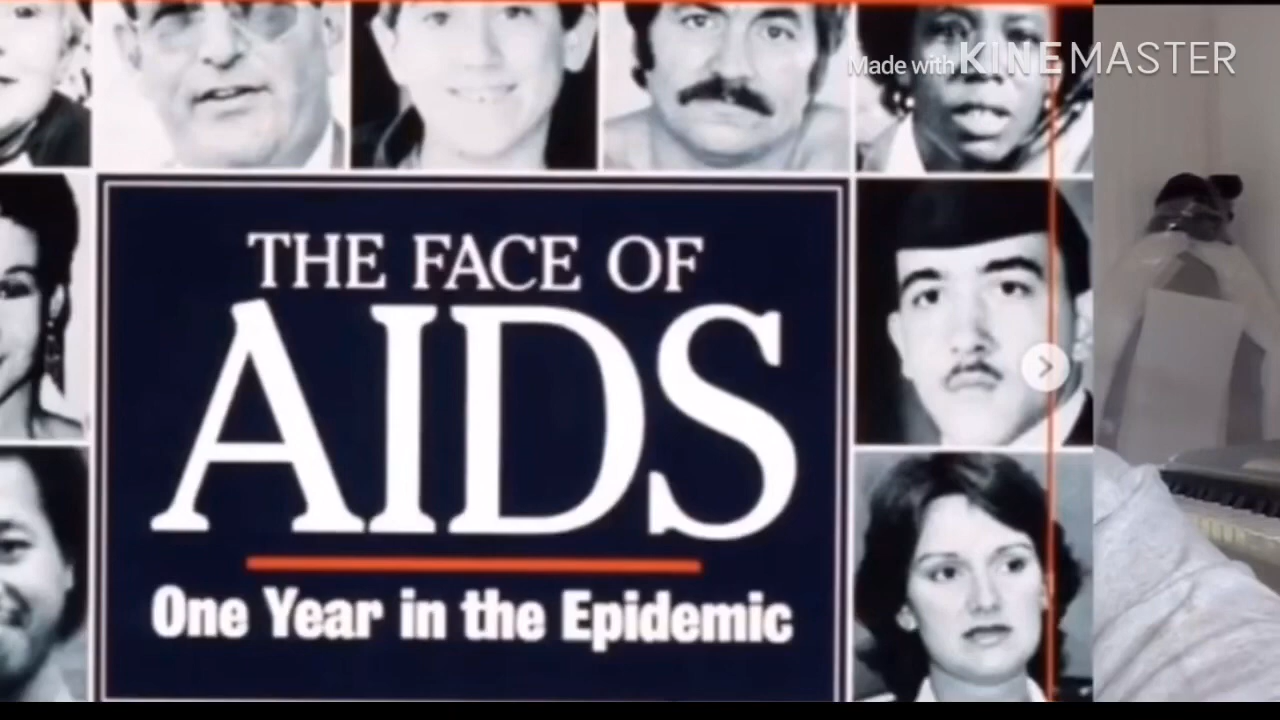 Made with KINEMASTER
THE FACE OF
AIDS
One Year in the Epidemic